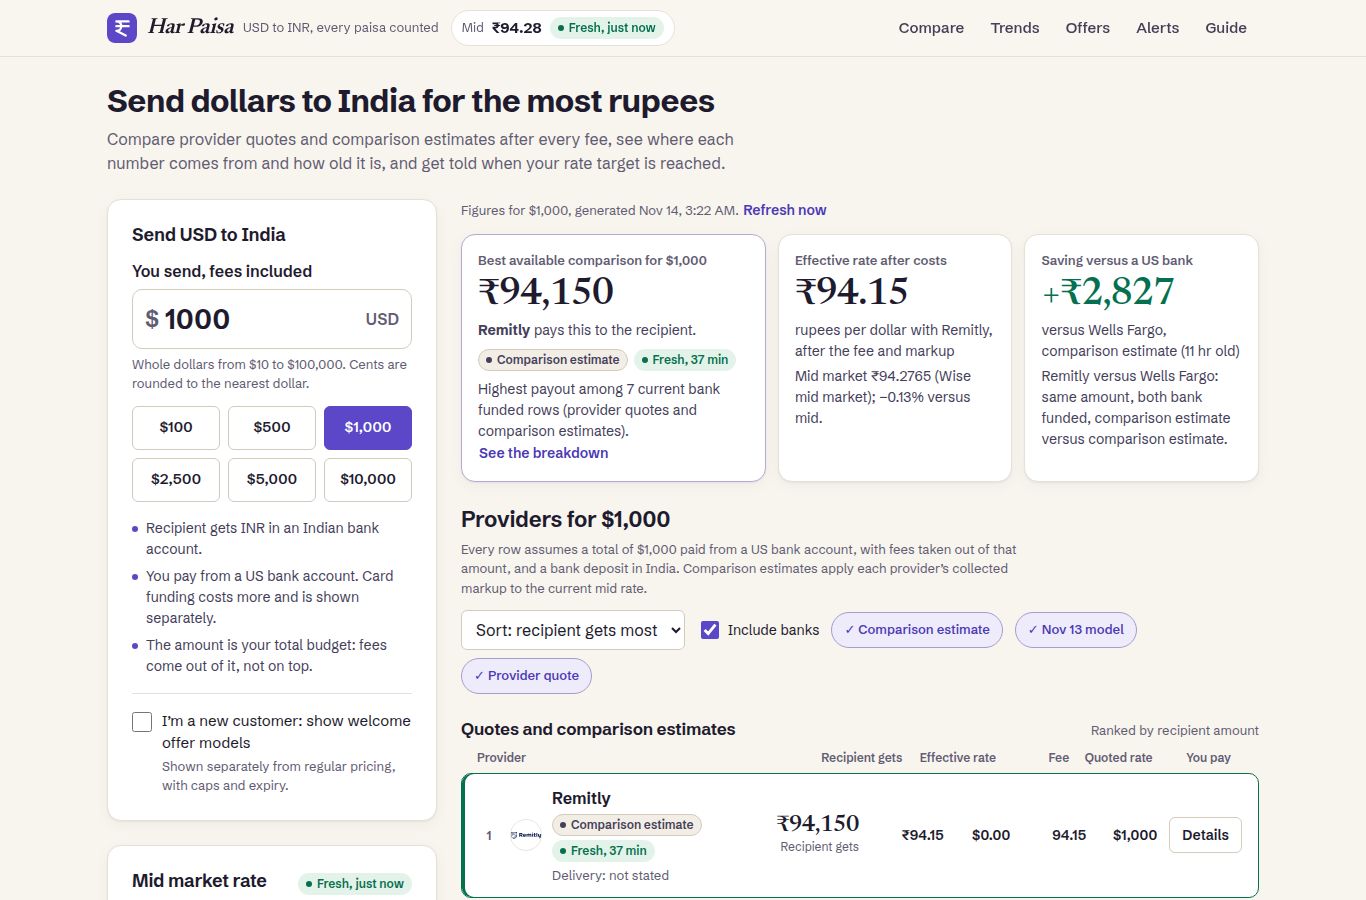 Har Paisa USD to INR, every paisa counted Mid ₹94.28 Fresh, just now Compare Trends Offers Alerts Guide
Send dollars to India for the most rupees
Compare provider quotes and comparison estimates after every fee, see where each
number comes from and how old it is, and get told when your rate target is reached.
Send USD to India
You send, fees included
$ 1000 USD
Whole dollars from $10 to $100,000. Cents are
rounded to the nearest dollar.
$100 $500 $1,000
$2,500 $5,000 $10,000
Recipient gets INR in an Indian bank
account.
You pay from a US bank account. Card
funding costs more and is shown
separately.
The amount is your total budget: fees
come out of it, not on top.
I'm a new customer: show welcome
offer models
Shown separately from regular pricing,
with caps and expiry.
Mid market rate Fresh, just now
Figures for $1,000, generated Nov 14, 3:22 AM. Refresh now
Best available comparison for $1,000
₹94,150
Remitly pays this to the recipient.
Comparison estimate Fresh, 37 min
Highest payout among 7 current bank
funded rows (provider quotes and
comparison estimates).
See the breakdown
Effective rate after costs
₹94.15
rupees per dollar with Remitly,
after the fee and markup
Mid market ₹94.2765 (Wise
mid market); −0.13% versus
mid.
Saving versus a US bank
+₹2,827
versus Wells Fargo,
comparison estimate (11 hr old)
Remitly versus Wells Fargo:
same amount, both bank
funded, comparison estimate
versus comparison estimate.
Providers for $1,000
Every row assumes a total of $1,000 paid from a US bank account, with fees taken out of that
amount, and a bank deposit in India. Comparison estimates apply each provider's collected
markup to the current mid rate.
Sort: recipient gets most Include banks ✓ Comparison estimate ✓ Nov 13 model
✓ Provider quote
Quotes and comparison estimates Ranked by recipient amount
Provider Recipient gets Effective rate Fee Quoted rate You pay
Remitly
1 Remitly Comparison estimate ₹94,150 ₹94.15 $0.00 94.15 $1,000 Details
Fresh, 37 min Recipient gets
Delivery: not stated